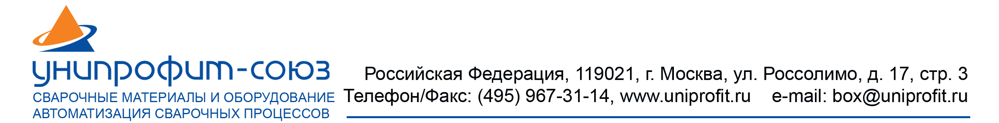 унипрофит-союз
СВАРОЧНЫЕ МАТЕРИАЛЫ И ОБОРУДОВАНИЕ
АВТОМАТИЗАЦИЯ СВАРОЧНЫХ ПРОЦЕССОВ
Российская Федерация, 119021, г. Москва, ул. Россолимо, д. 17, стр. 3
Телефон/Факс: (495) 967-31-14, www.uniprofit.ru e-mail: box@uniprofit.ru